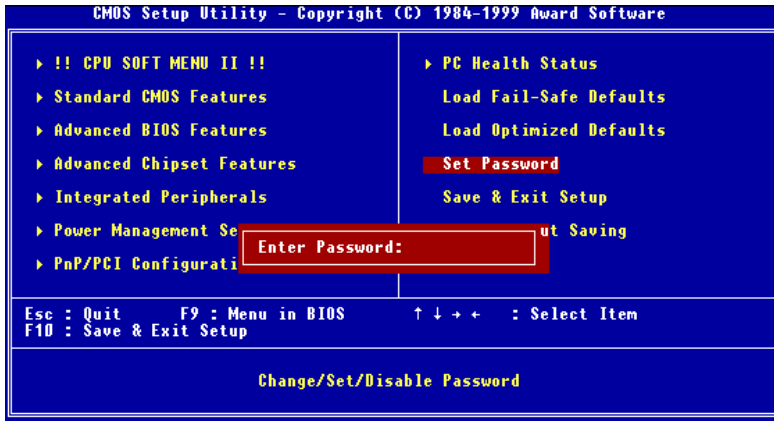 CMOS Setup Utility - Copyright (C) 1984-1999 Award Software
!! CPU SOFT MENU II !!
Standard CMOS Features
Advanced BIOS Features
Advanced Chipset Features
Integrated Peripherals
Power Management Se
PnP/PCI Configurati
PC Health Status
Load Fail-Safe Defaults
Load Optimized Defaults
Set Password
Save & Exit Setup
ut Saving
Enter Password:
Esc : Quit F9 : Menu in BIOS ↑ ↓ → ← : Select Item
F10 : Save & Exit Setup
Change/Set/Disable Password